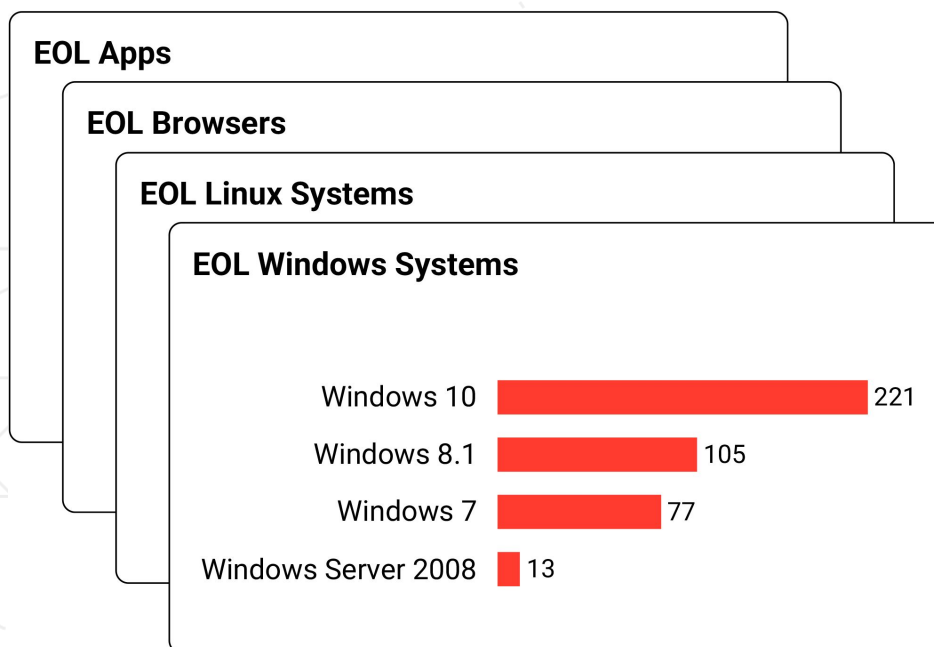 EOL Apps
EOL Browsers
EOL Linux Systems
EOL Windows Systems
Windows 10 221
Windows 8.1 105
Windows 7 77
Windows Server 2008 13